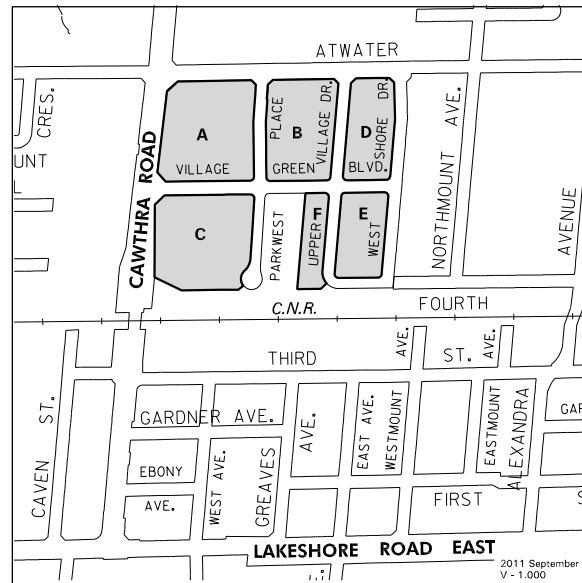 ATWATER
CRES.
UNT
CAWTHRA ROAD
A
PLACE
B
VILLAGE DR.
D
SHORE DR.
VILLAGE GREEN BLVD.
NORTHMOUNT AVE.
AVENUE
C
PARKWEST
F
UPPER
E
WEST
C.N.R.
FOURTH
THIRD
AVE.
ST.
AVE.
GARDNER AVE.
GAR
CAVEN ST.
EBONY
AVE.
WEST AVE.
GREAVES
AVE.
EAST AVE.
WESTMOUNT
EASTMOUNT
ALEXANDRA
FIRST
S
LAKESHORE ROAD EAST
2011 September
V - 1.000